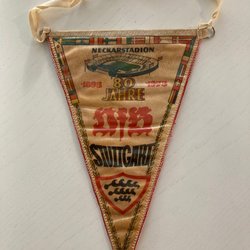 NECKARSTADION
1893 1973
80
JAHRE
VfB
STUTTGART